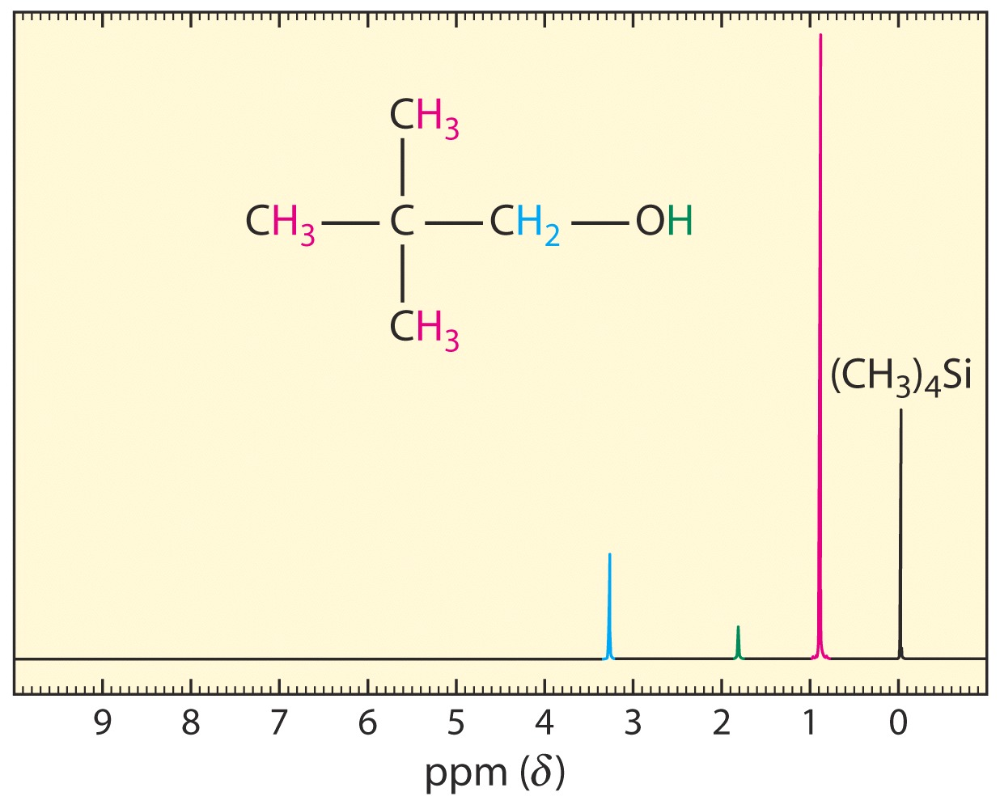 CH₃
CH₃—C—CH₂—OH
CH₃
(CH₃)₄Si
9 8 7 6 5 4 3 2 1 0
ppm (δ)